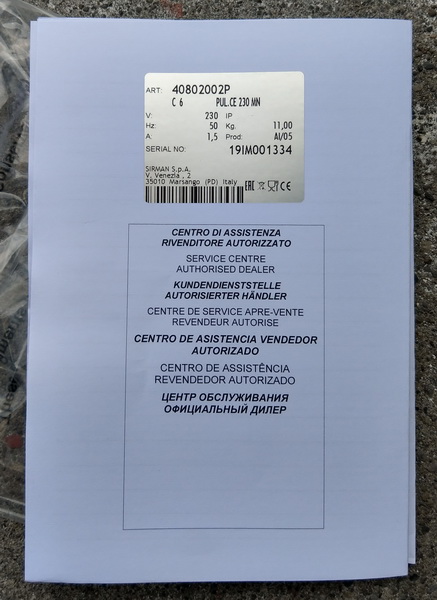 ART: 40802002P
C 6 PUL.CE 230 MN
V: 230 IP
Hz: 50 Kg. 11,00
A: 1,5 Prod: AI/05
SERIAL NO: 19IM001334
SIRMAN S.p.A.
V. Venezia , 2
35010 Marsango (PD) Italy
EAC CE
CENTRO DI ASSISTENZA
RIVENDITORE AUTORIZZATO
SERVICE CENTRE
AUTHORISED DEALER
KUNDENDIENSTSTELLE
AUTORISIERTER HÄNDLER
CENTRE DE SERVICE APRE-VENTE
REVENDEUR AUTORISE
CENTRO DE ASISTENCIA VENDEDOR
AUTORIZADO
CENTRO DE ASSISTÊNCIA
REVENDEDOR AUTORIZADO
ЦЕНТР ОБСЛУЖИВАНИЯ
ОФИЦИАЛЬНЫЙ ДИЛЕР